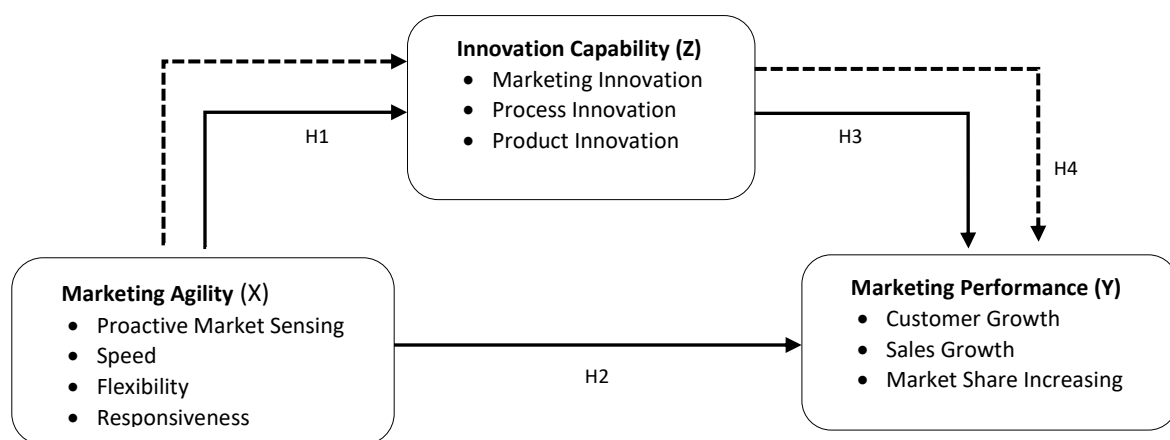 Innovation Capability (Z)
• Marketing Innovation
• Process Innovation
• Product Innovation
H1
H3
H4
Marketing Agility (X)
• Proactive Market Sensing
• Speed
• Flexibility
• Responsiveness
H2
Marketing Performance (Y)
• Customer Growth
• Sales Growth
• Market Share Increasing